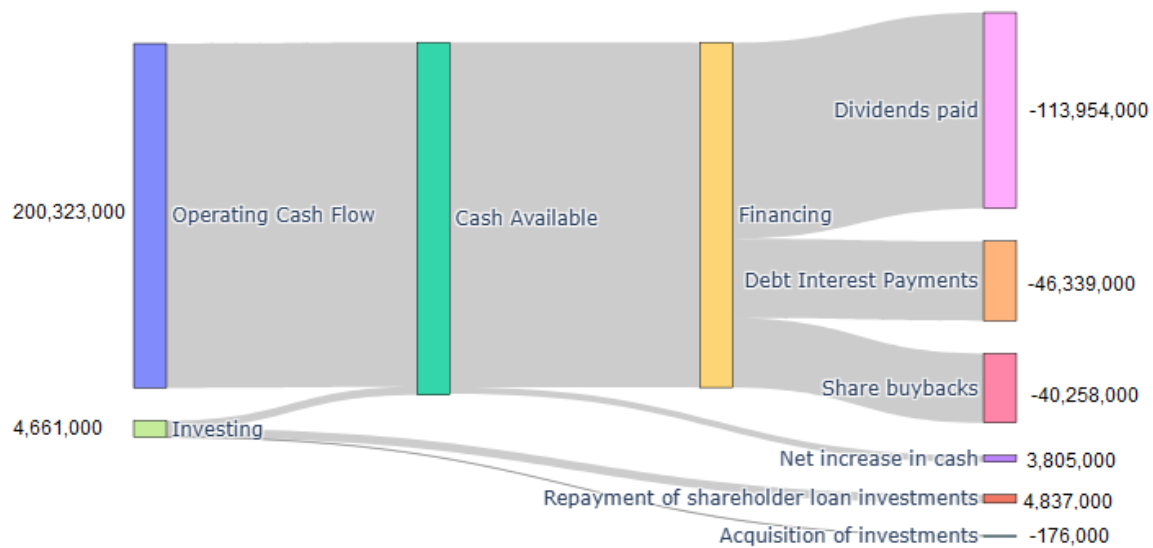 Dividends paid
-113,954,000
200,323,000
Operating Cash Flow
Cash Available
Financing
Debt Interest Payments
-46,339,000
Share buybacks
-40,258,000
4,661,000
Investing
Net increase in cash
3,805,000
Repayment of shareholder loan investments
4,837,000
Acquisition of investments
-176,000